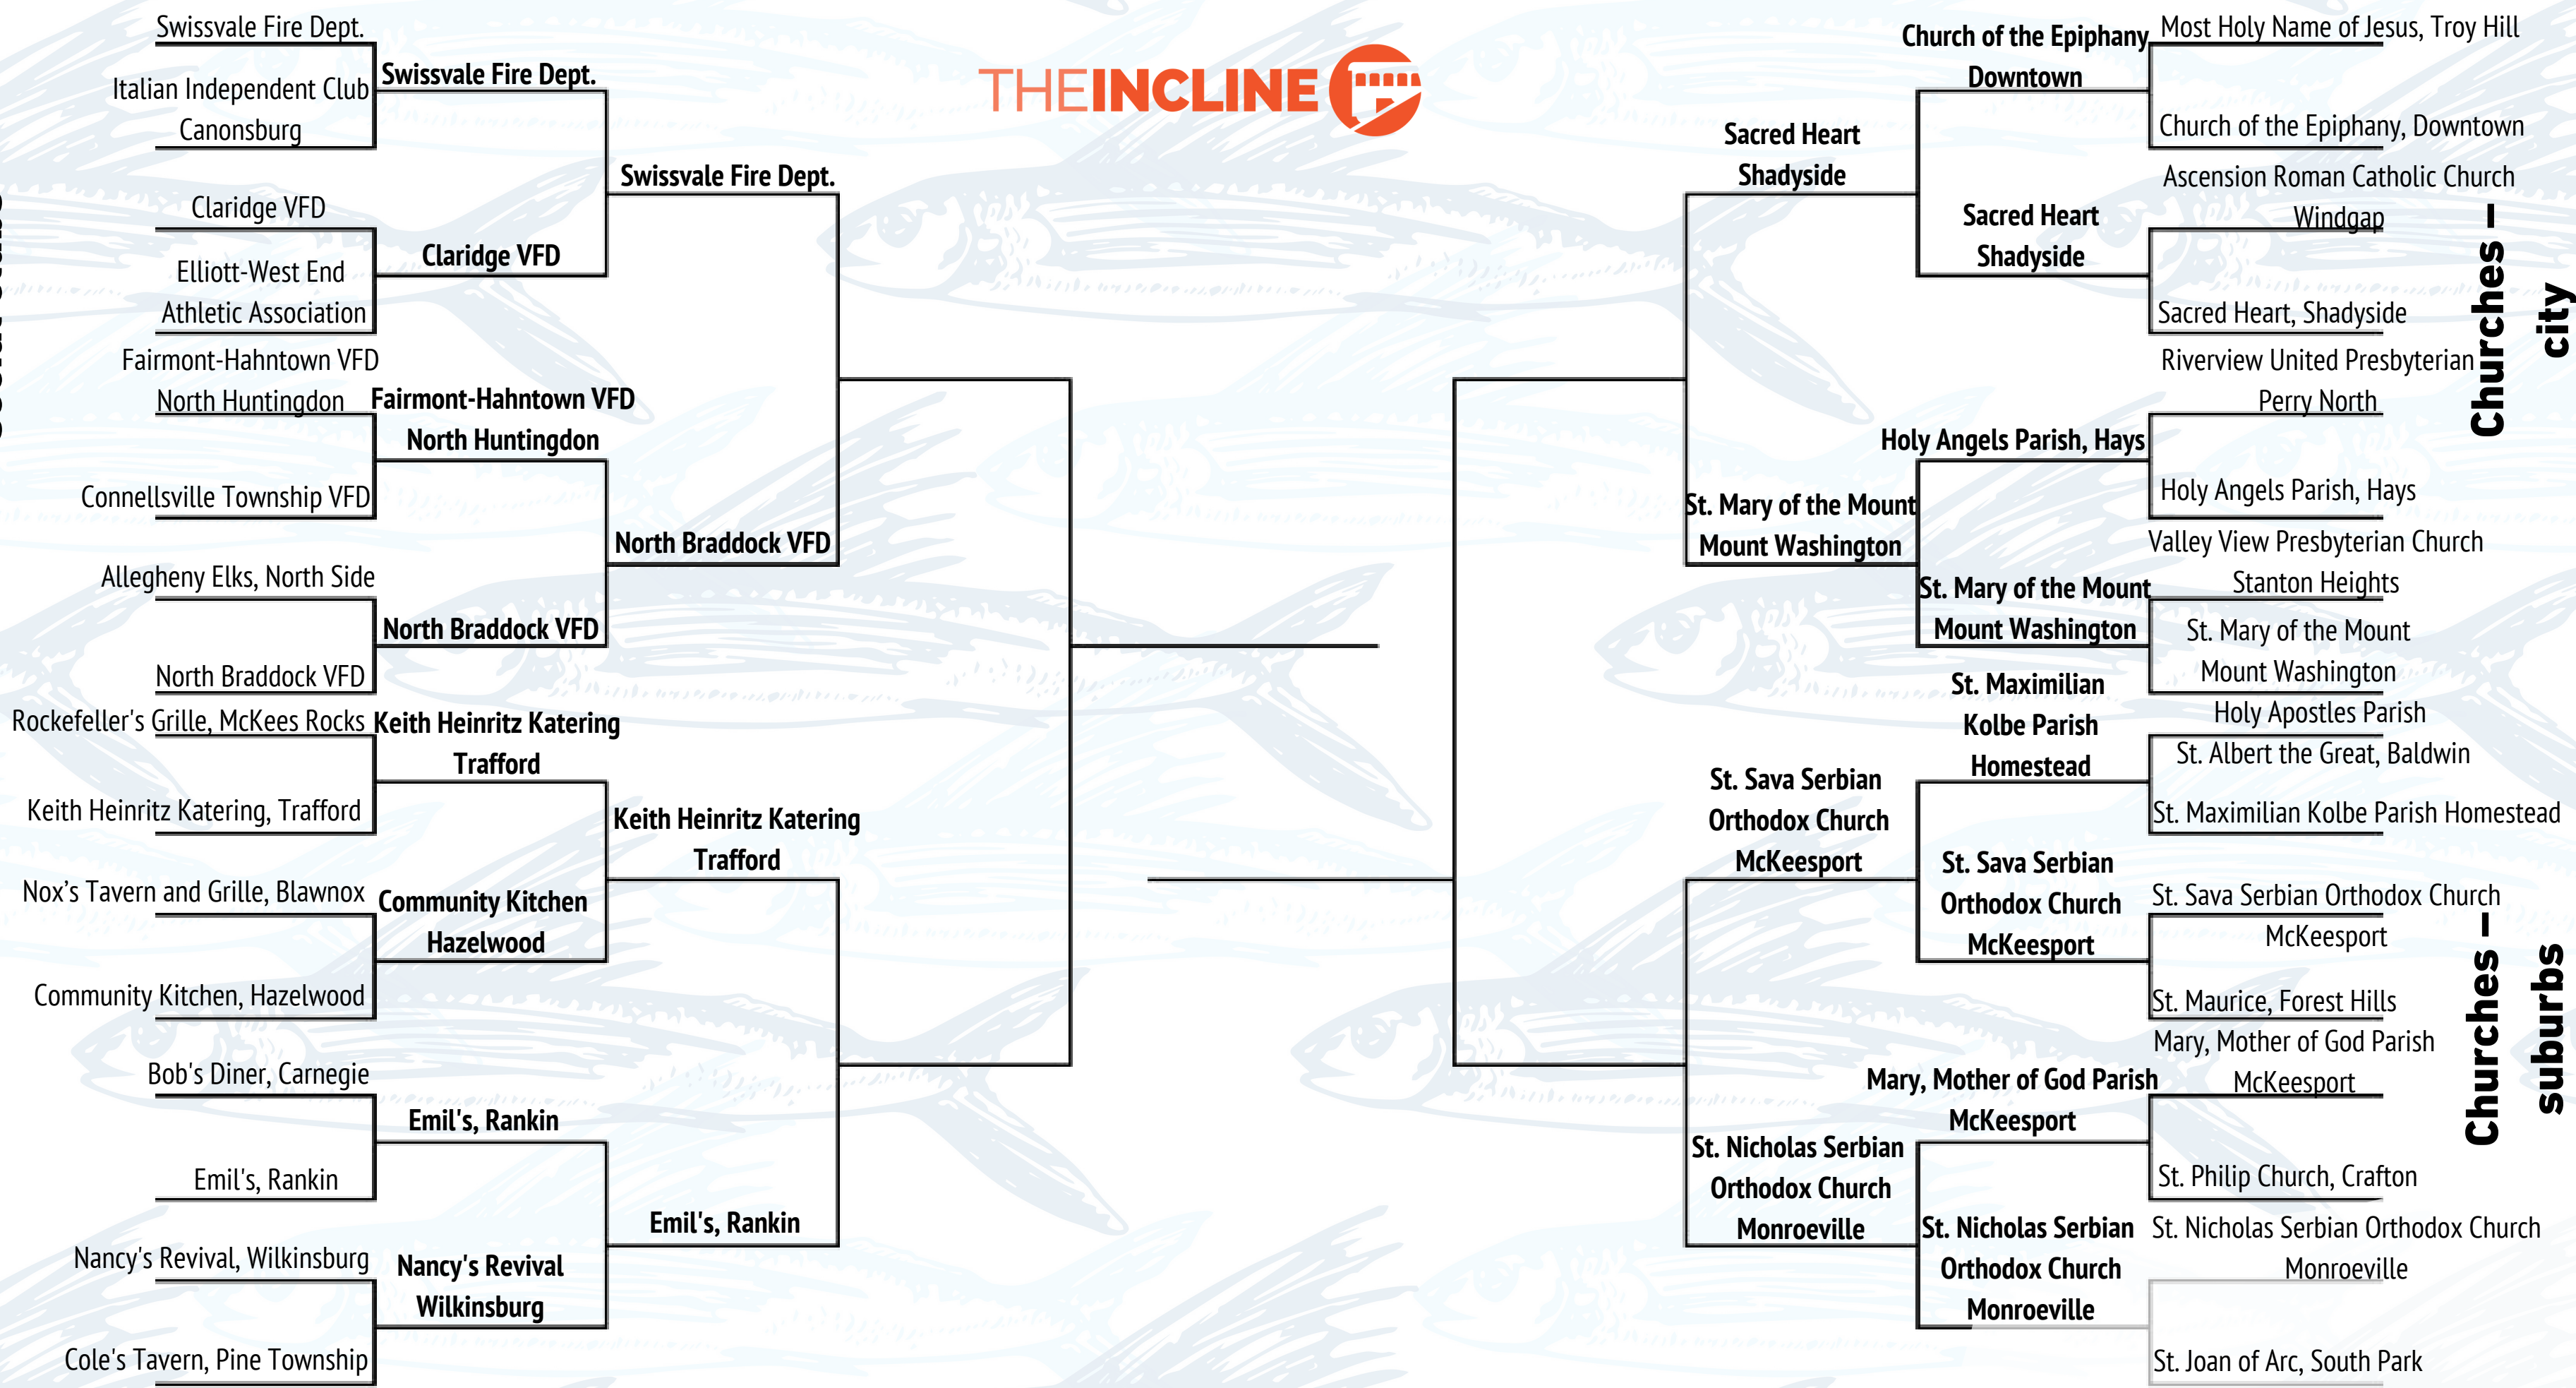 THEINCLINE
Swissvale Fire Dept.
Italian Independent Club
Canonsburg
Claridge VFD
Elliott-West End
Athletic Association
Fairmont-Hahntown VFD
North Huntingdon
Connellsville Township VFD
Allegheny Elks, North Side
North Braddock VFD
Rockefeller's Grille, McKees Rocks
Keith Heinritz Katering, Trafford
Nox’s Tavern and Grille, Blawnox
Community Kitchen, Hazelwood
Bob's Diner, Carnegie
Emil's, Rankin
Nancy's Revival, Wilkinsburg
Cole's Tavern, Pine Township
Swissvale Fire Dept.
Claridge VFD
Fairmont-Hahntown VFD
North Huntingdon
North Braddock VFD
Keith Heinritz Katering
Trafford
Community Kitchen
Hazelwood
Emil's, Rankin
Nancy's Revival
Wilkinsburg
Swissvale Fire Dept.
North Braddock VFD
Keith Heinritz Katering
Trafford
Emil's, Rankin
Sacred Heart
Shadyside
St. Mary of the Mount
Mount Washington
St. Sava Serbian
Orthodox Church
McKeesport
St. Nicholas Serbian
Orthodox Church
Monroeville
Church of the Epiphany
Downtown
Sacred Heart
Shadyside
Holy Angels Parish, Hays
St. Mary of the Mount
Mount Washington
St. Maximilian
Kolbe Parish
Homestead
St. Sava Serbian
Orthodox Church
McKeesport
Mary, Mother of God Parish
McKeesport
St. Nicholas Serbian
Orthodox Church
Monroeville
Most Holy Name of Jesus, Troy Hill
Church of the Epiphany, Downtown
Ascension Roman Catholic Church
Windgap
Sacred Heart, Shadyside
Riverview United Presbyterian
Perry North
Holy Angels Parish, Hays
Valley View Presbyterian Church
Stanton Heights
St. Mary of the Mount
Mount Washington
Holy Apostles Parish
St. Albert the Great, Baldwin
St. Maximilian Kolbe Parish Homestead
St. Sava Serbian Orthodox Church
McKeesport
St. Maurice, Forest Hills
Mary, Mother of God Parish
McKeesport
St. Philip Church, Crafton
St. Nicholas Serbian Orthodox Church
Monroeville
St. Joan of Arc, South Park
Churches –
city
Churches –
suburbs